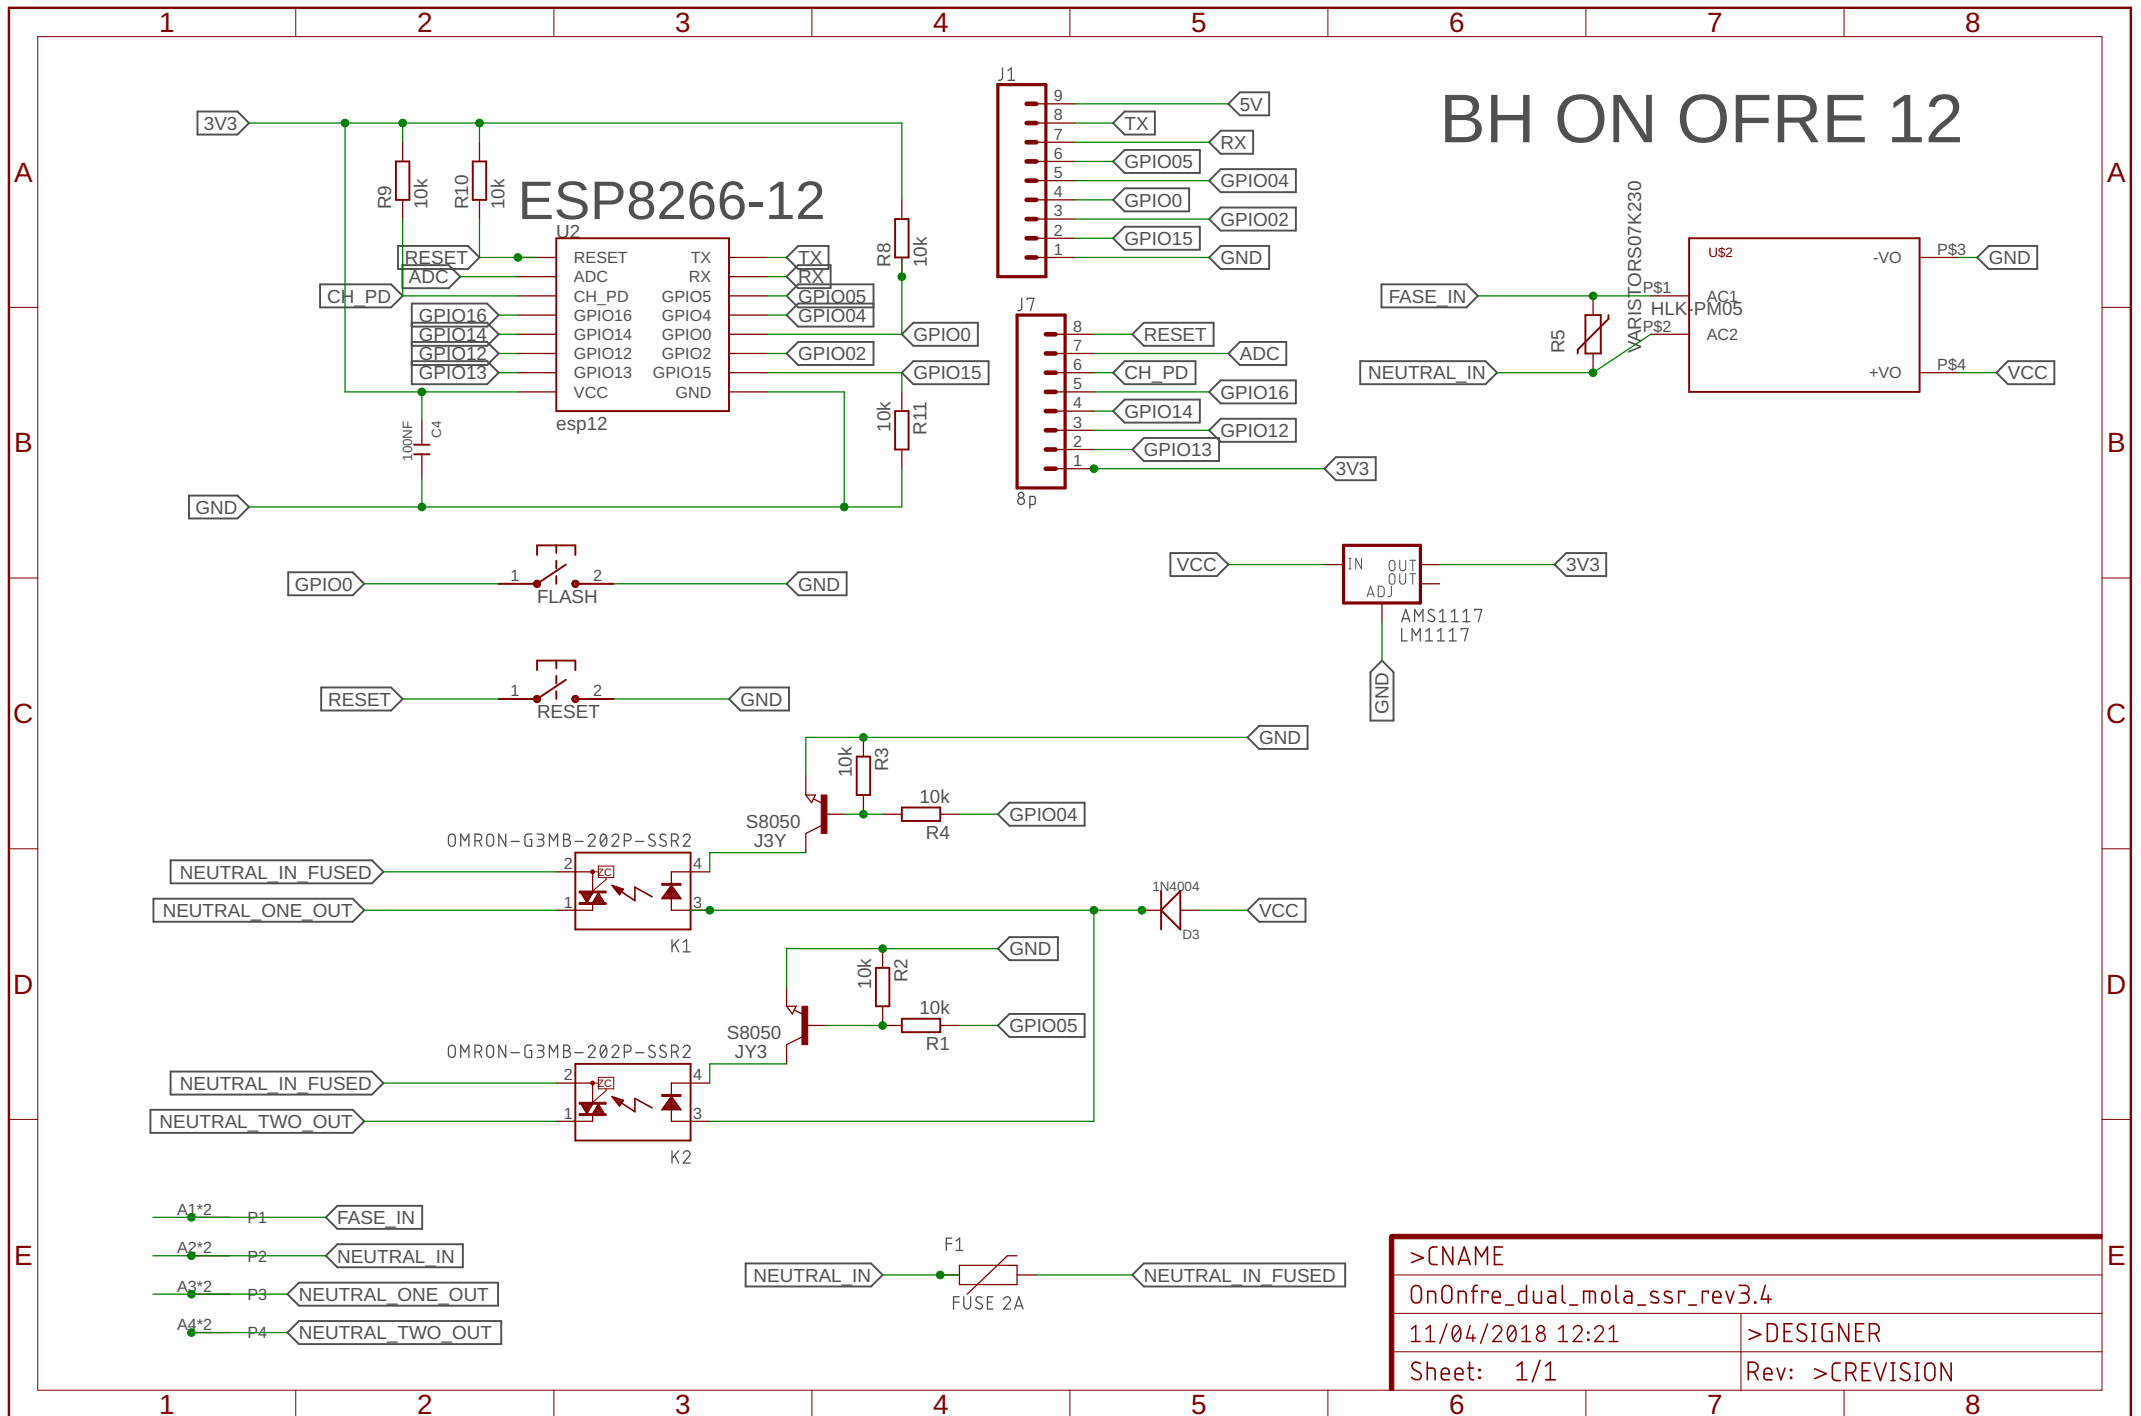 1 2 3 4 5 6 7 8
A
B
C
D
E
BH ON OFRE 12
3V3
R9
10k
R10
10k
ESP8266-12
U2
RESET
ADC
CH_PD
GPIO16
GPIO14
GPIO12
GPIO13
RESET TX
ADC RX
CH_PD GPIO5
GPIO16 GPIO4
GPIO14 GPIO0
GPIO12 GPIO2
GPIO13 GPIO15
VCC GND
esp12
TX
RX
GPIO05
GPIO04
GPIO0
GPIO02
GPIO15
R8
10k
10k
R11
100NF
C4
GND
J1
9 5V
8 TX
7 RX
6 GPIO05
5 GPIO04
4 GPIO0
3 GPIO02
2 GPIO15
1 GND
J7
8 RESET
7 ADC
6 CH_PD
5 GPIO16
4 GPIO14
3 GPIO12
2 GPIO13
1 3V3
8p
FASE_IN
NEUTRAL_IN
R5
VARISTORS07K230
U$2
P$1
AC1
HLK-PM05
P$2
AC2
-VO
P$3
GND
+VO
P$4
VCC
GPIO0 1 2 GND
FLASH
RESET 1 2 GND
RESET
VCC IN OUT 3V3
OUT
ADJ
AMS1117
LM1117
GND
GND
10k
R3
10k
R4
GPIO04
S8050
J3Y
OMRON-G3MB-202P-SSR2
NEUTRAL_IN_FUSED 2 ZC 4
NEUTRAL_ONE_OUT 1 3
K1
1N4004
D3
VCC
GND
10k
R2
10k
R1
GPIO05
S8050
JY3
OMRON-G3MB-202P-SSR2
NEUTRAL_IN_FUSED 2 ZC 4
NEUTRAL_TWO_OUT 1 3
K2
A1*2 P1 FASE_IN
A2*2 P2 NEUTRAL_IN
A3*2 P3 NEUTRAL_ONE_OUT
A4*2 P4 NEUTRAL_TWO_OUT
F1
NEUTRAL_IN NEUTRAL_IN_FUSED
FUSE 2A
>CNAME
OnOnfre_dual_mola_ssr_rev3.4
11/04/2018 12:21 >DESIGNER
Sheet: 1/1 Rev: >CREVISION
A
B
C
D
E
1 2 3 4 5 6 7 8